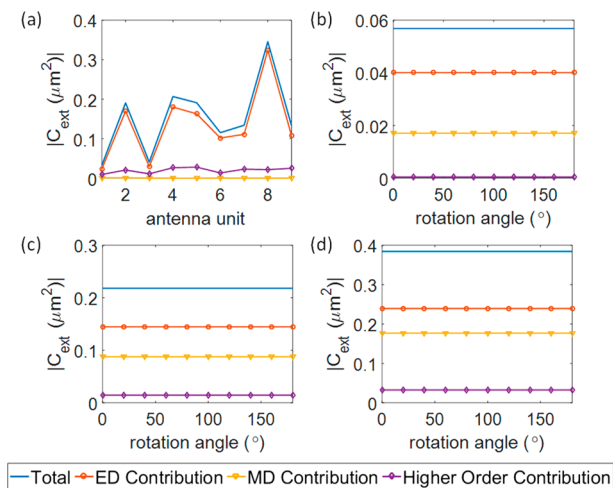 (a)
|C_ext (μm²)|
0.4
0.3
0.2
0.1
0
2
4
6
8
antenna unit
(b)
|C_ext (μm²)|
0.06
0.04
0.02
0
0
50
100
150
rotation angle (°)
(c)
|C_ext (μm²)|
0.3
0.2
0.1
0
0
50
100
150
rotation angle (°)
(d)
|C_ext (μm²)|
0.4
0.3
0.2
0.1
0
0
50
100
150
rotation angle (°)
Total ED Contribution MD Contribution Higher Order Contribution